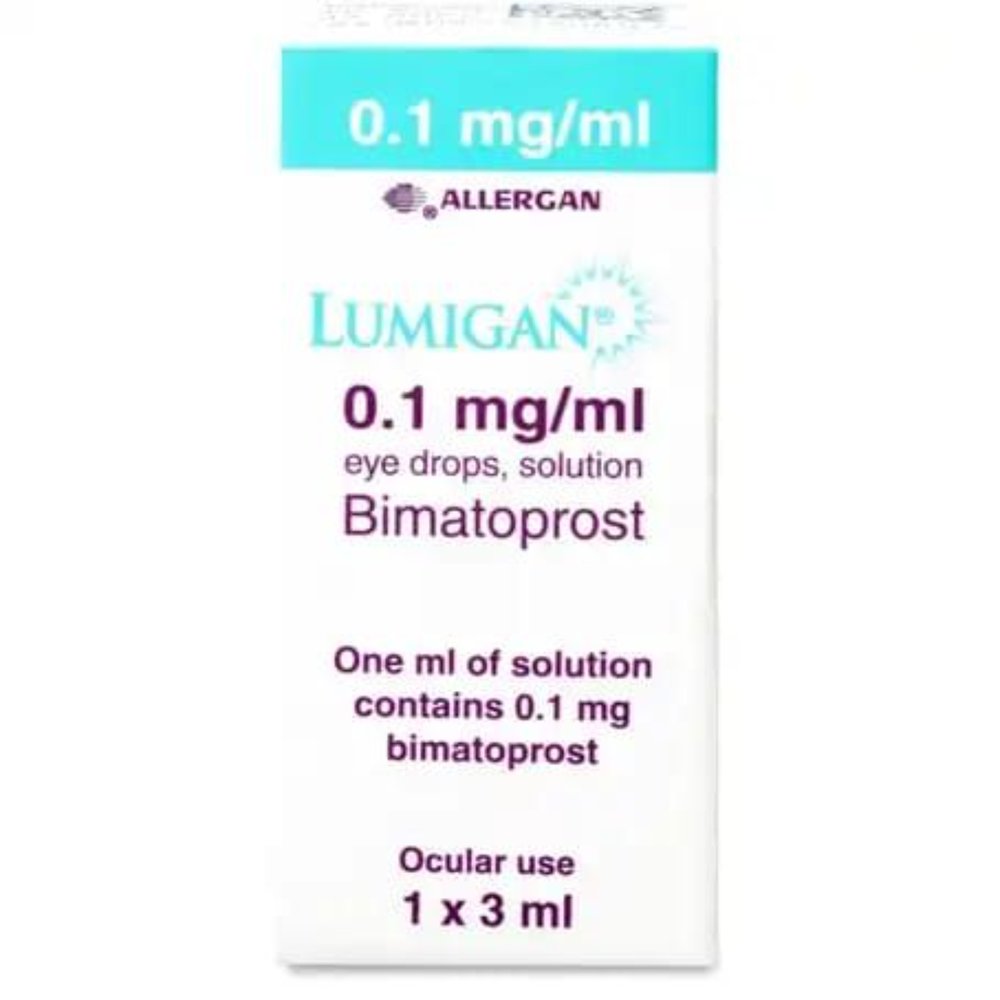 0.1 mg/ml
® ALLERGAN
LUMIGAN®
0.1 mg/ml
eye drops, solution
Bimatoprost
One ml of solution
contains 0.1 mg
bimatoprost
Ocular use
1 x 3 ml